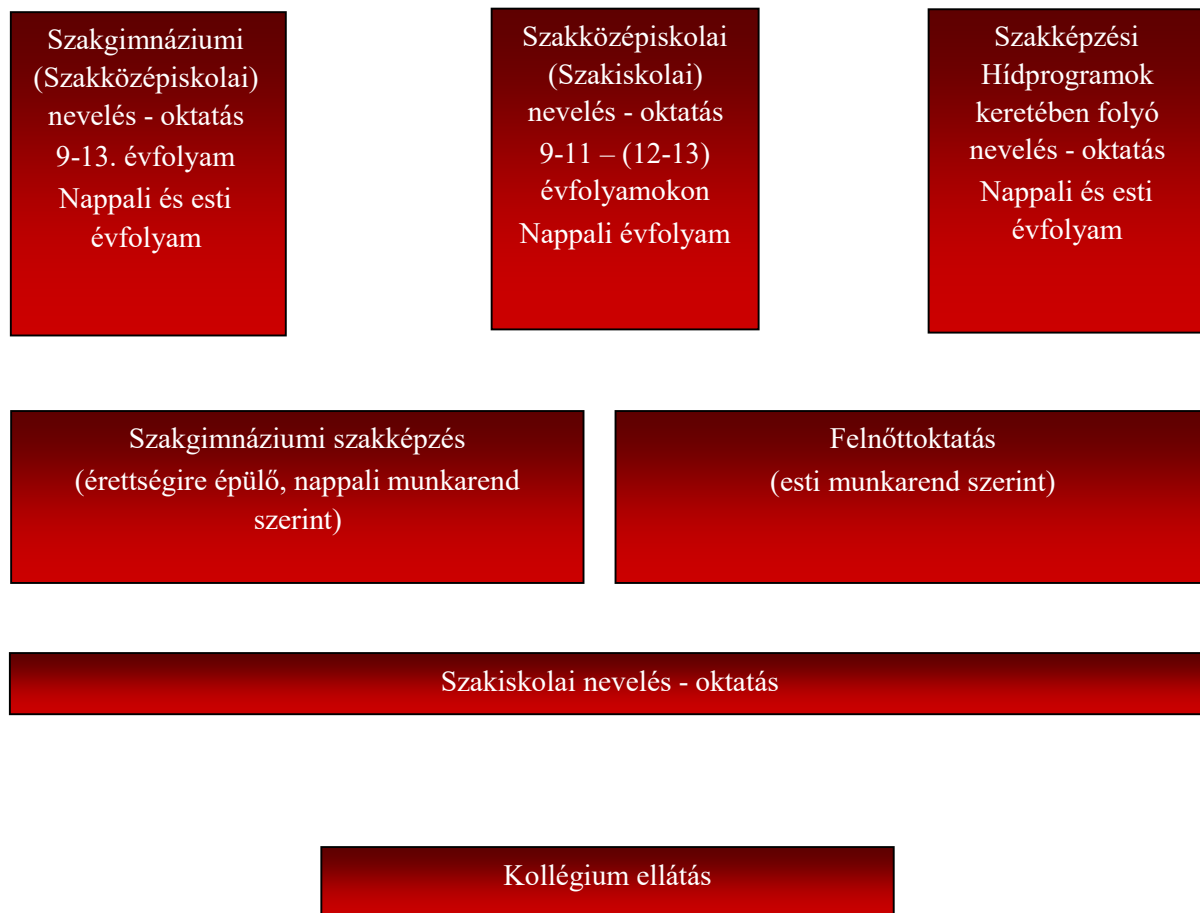 Szakgimnáziumi
(Szakközépiskolai)
nevelés - oktatás
9-13. évfolyam
Nappali és esti
évfolyam
Szakközépiskolai
(Szakiskolai)
nevelés - oktatás
9-11 – (12-13)
évfolyamokon
Nappali évfolyam
Szakképzési
Hídprogramok
keretében folyó
nevelés - oktatás
Nappali és esti
évfolyam
Szakgimnáziumi szakképzés
(érettségire épülő, nappali munkarend
szerint)
Felnőttoktatás
(esti munkarend szerint)
Szakiskolai nevelés - oktatás
Kollégium ellátás